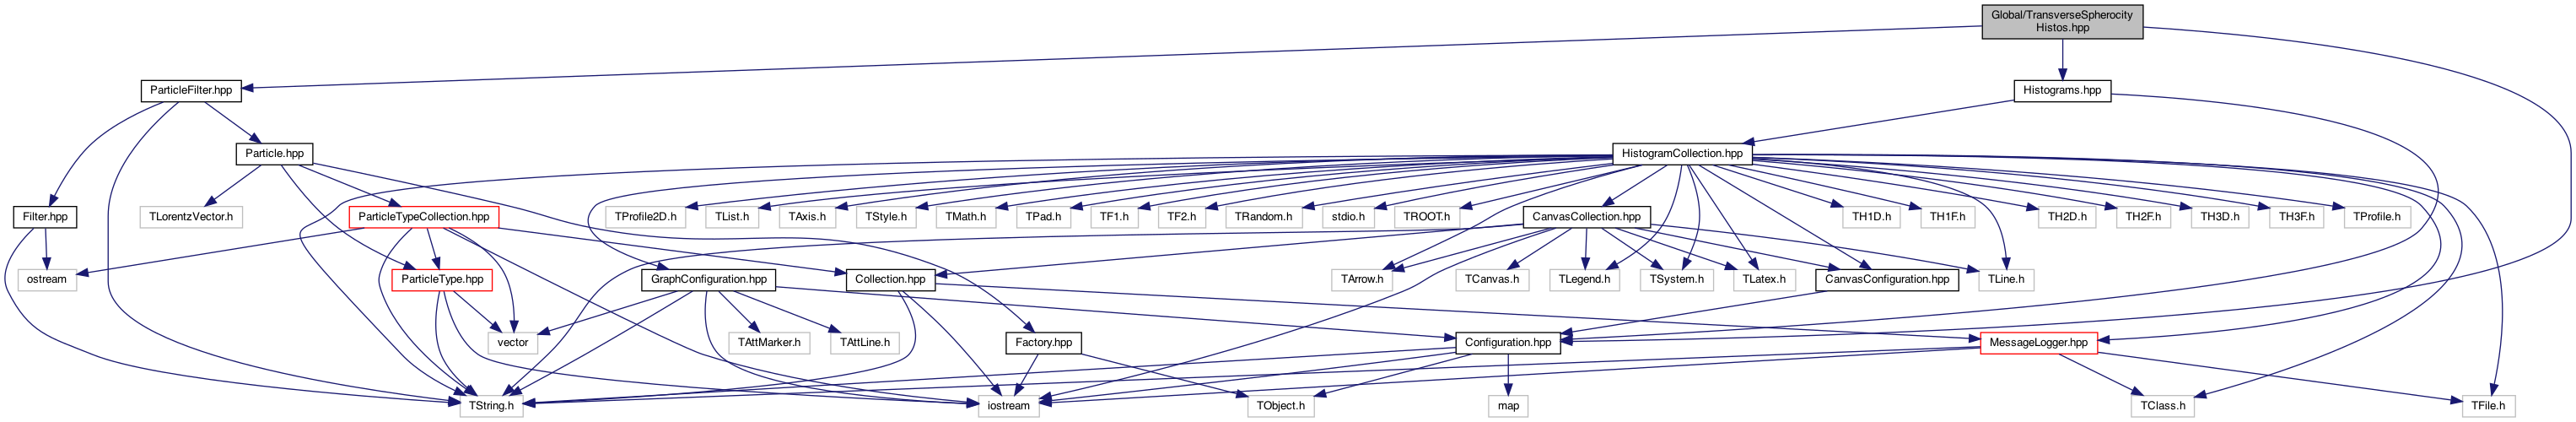 Global/TransverseSpherocity
Histos.hpp
ParticleFilter.hpp
Histograms.hpp
Particle.hpp
HistogramCollection.hpp
Filter.hpp
TLorentzVector.h
ParticleTypeCollection.hpp
TProfile2D.h
TList.h
TAxis.h
TStyle.h
TMath.h
TPad.h
TF1.h
TF2.h
TRandom.h
stdio.h
TROOT.h
CanvasCollection.hpp
TH1D.h
TH1F.h
TH2D.h
TH2F.h
TH3D.h
TH3F.h
TProfile.h
ostream
ParticleType.hpp
GraphConfiguration.hpp
Collection.hpp
TArrow.h
TCanvas.h
TLegend.h
TSystem.h
TLatex.h
CanvasConfiguration.hpp
TLine.h
vector
TAttMarker.h
TAttLine.h
Factory.hpp
Configuration.hpp
MessageLogger.hpp
TString.h
iostream
TObject.h
map
TClass.h
TFile.h